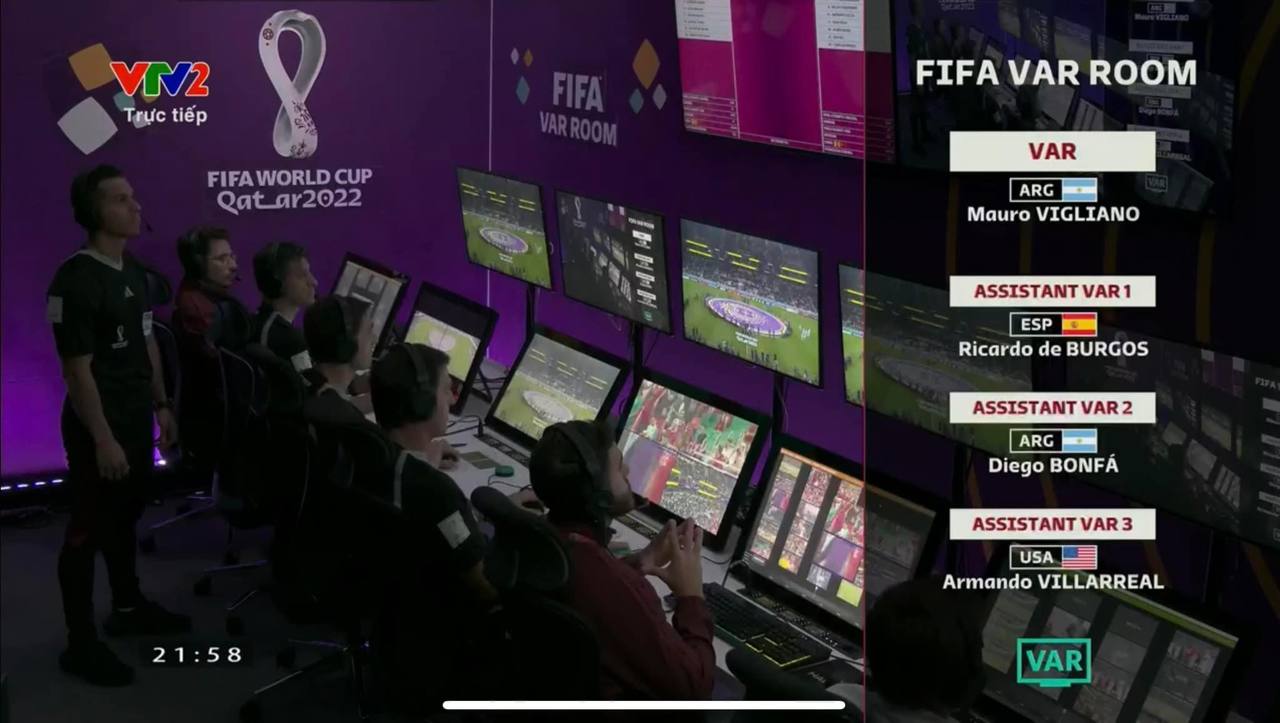 VTV2
Trực tiếp
FIFA WORLD CUP
Qatar2022
FIFA
VAR ROOM
FIFA VAR ROOM
VAR
ARG
Mauro VIGLIANO
ASSISTANT VAR 1
ESP
Ricardo de BURGOS
ASSISTANT VAR 2
ARG
Diego BONFÁ
ASSISTANT VAR 3
USA
Armando VILLARREAL
VAR
21:58